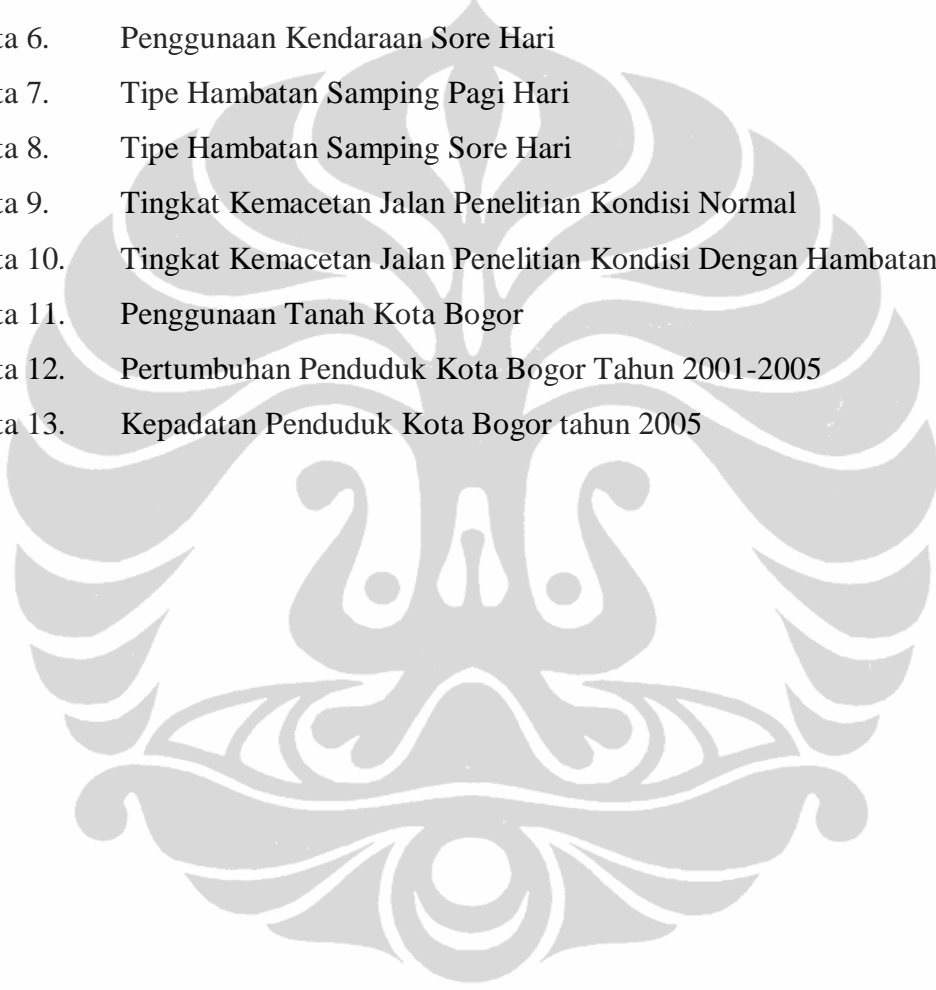 ta 6. Penggunaan Kendaraan Sore Hari
ta 7. Tipe Hambatan Samping Pagi Hari
ta 8. Tipe Hambatan Samping Sore Hari
ta 9. Tingkat Kemacetan Jalan Penelitian Kondisi Normal
ta 10. Tingkat Kemacetan Jalan Penelitian Kondisi Dengan Hambatan
ta 11. Penggunaan Tanah Kota Bogor
ta 12. Pertumbuhan Penduduk Kota Bogor Tahun 2001-2005
ta 13. Kepadatan Penduduk Kota Bogor tahun 2005